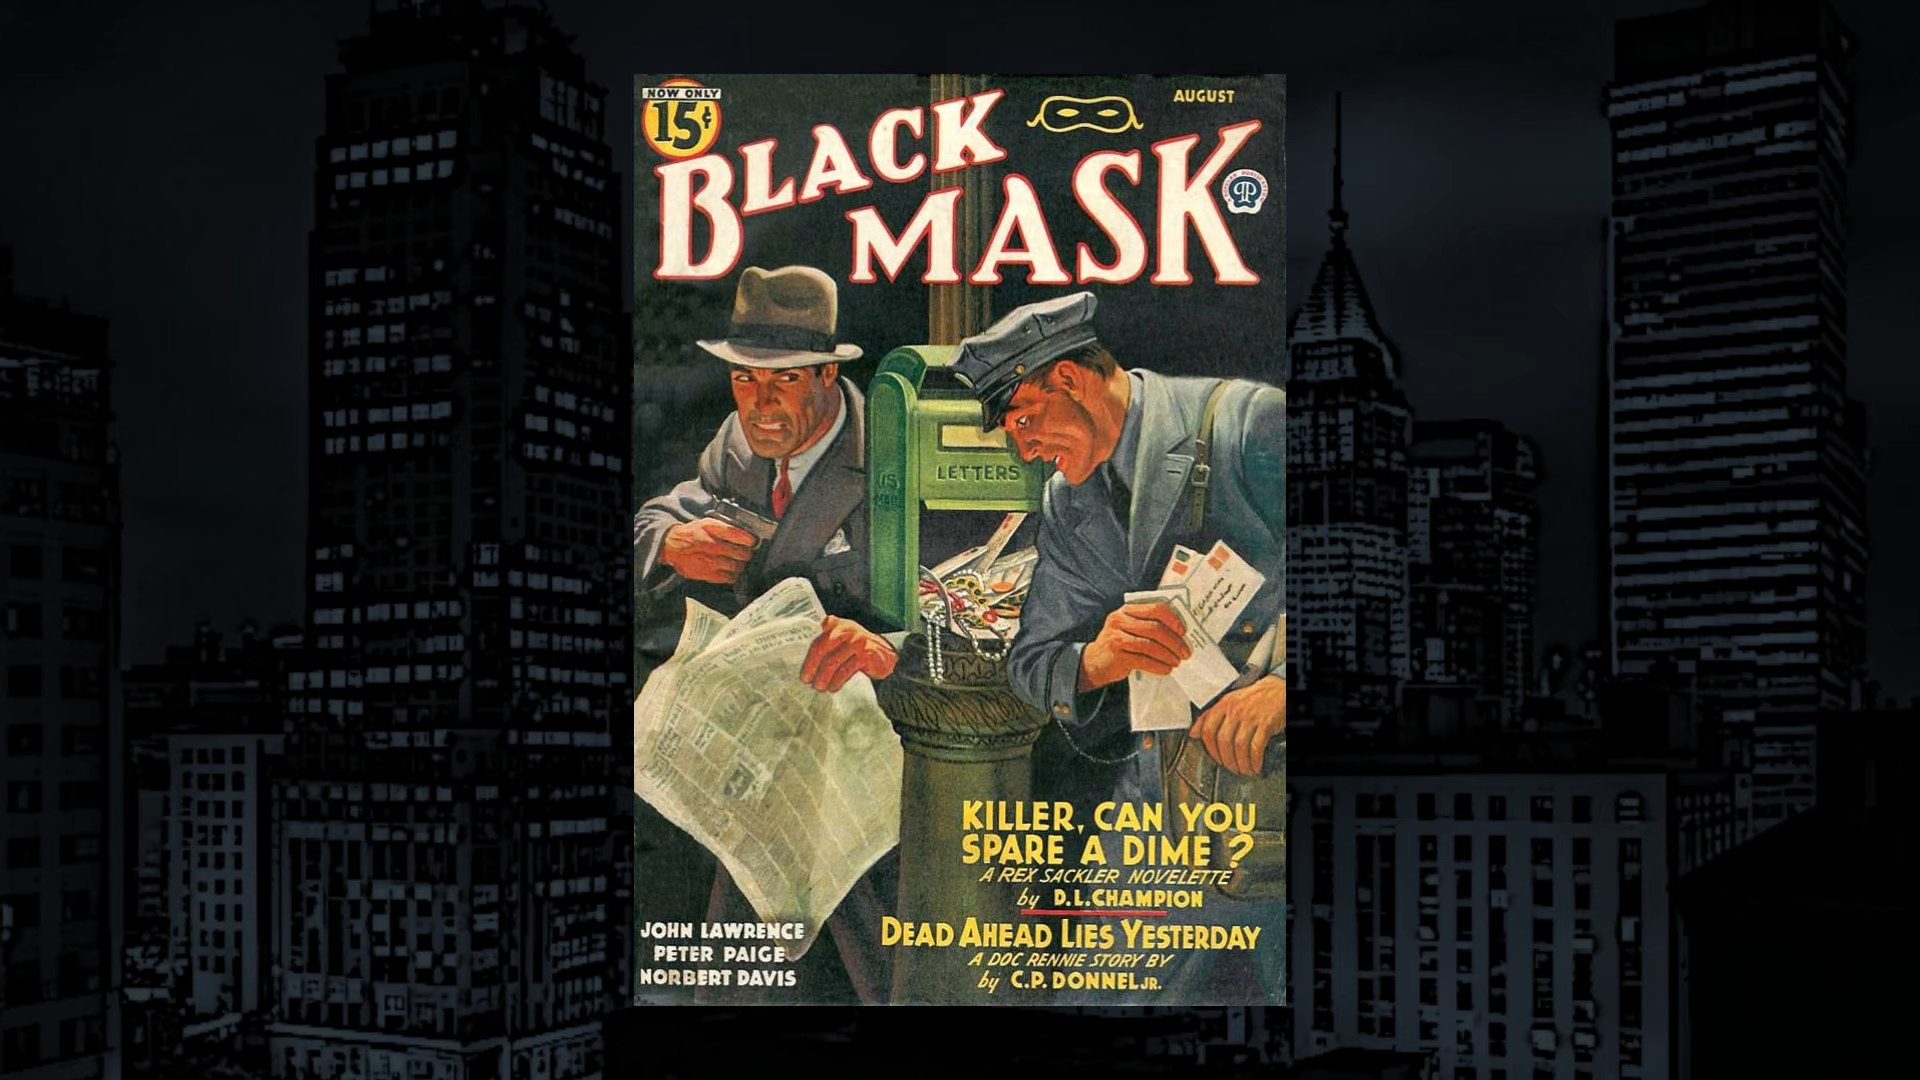 NOW ONLY
15¢
AUGUST
BLACK
MASK
LETTERS
U.S.
MAIL
KILLER, CAN YOU
SPARE A DIME ?
A REX SACKLER NOVELETTE
by D.L.CHAMPION
JOHN LAWRENCE
PETER PAIGE
NORBERT DAVIS
DEAD AHEAD LIES YESTERDAY
A DOC RENNIE STORY BY
by C.P. DONNEL JR.